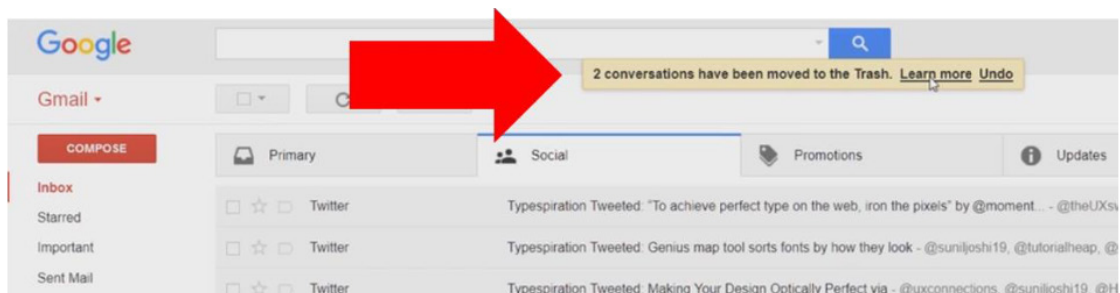 Google
2 conversations have been moved to the Trash. Learn more Undo
Gmail
COMPOSE
Primary
Social
Promotions
Updates
Inbox
Starred
Important
Sent Mail
Twitter
Typespiration Tweeted: "To achieve perfect type on the web, iron the pixels" by @moment... - @theUXsw
Twitter
Typespiration Tweeted: Genius map tool sorts fonts by how they look - @suniljoshi19, @tutorialheap, @
Twitter
Typespiration Tweeted: Making Your Design Optically Perfect via - @uxconnections, @suniljoshi19,